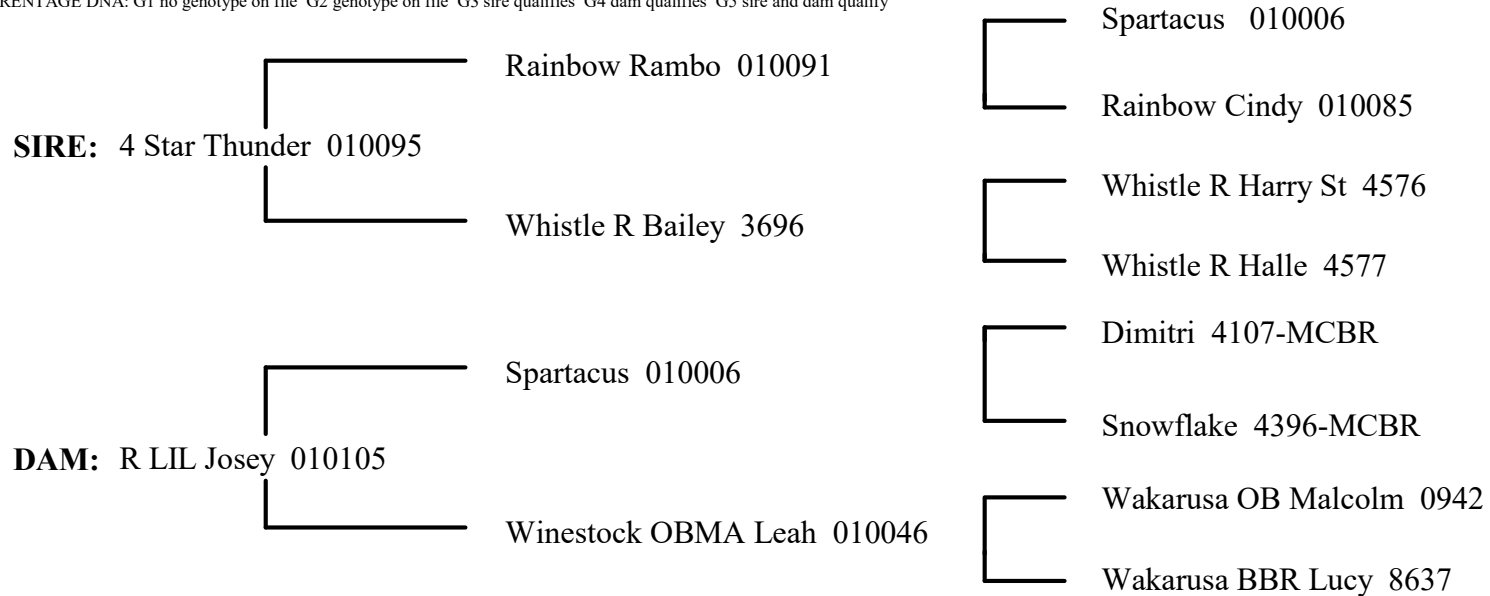 RENTAGE DNA: G1 no genotype on file G2 genotype on file G3 sire qualifies G4 dam qualifies G5 sire and dam qualify
Spartacus 010006
Rainbow Rambo 010091
Rainbow Cindy 010085
SIRE: 4 Star Thunder 010095
Whistle R Harry St 4576
Whistle R Bailey 3696
Whistle R Halle 4577
Dimitri 4107-MCBR
Spartacus 010006
Snowflake 4396-MCBR
DAM: R LIL Josey 010105
Wakarusa OB Malcolm 0942
Winestock OBMA Leah 010046
Wakarusa BBR Lucy 8637